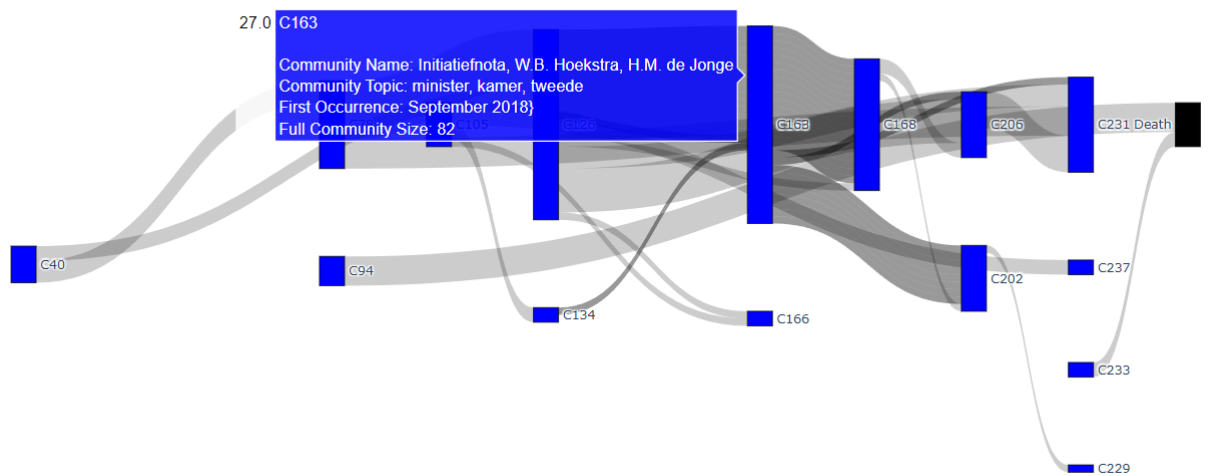 27.0 C163
Community Name: Initiatiefnota, W.B. Hoekstra, H.M. de Jonge
Community Topic: minister, kamer, tweede
First Occurrence: September 2018}
Full Community Size: 82
C105
C126
C163
C168
C206
C231 Death
C40
C94
C202
C237
C134
C166
C233
C229